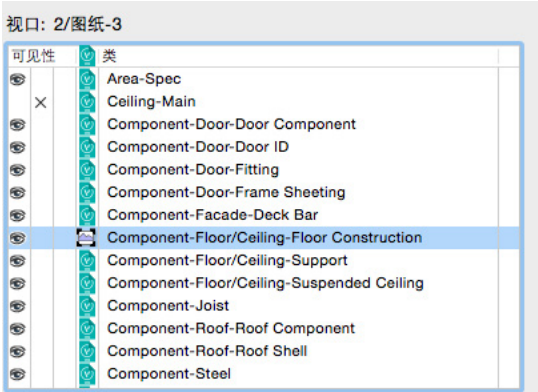 视口: 2/图纸-3
可见性 类
Area-Spec
Ceiling-Main
Component-Door-Door Component
Component-Door-Door ID
Component-Door-Fitting
Component-Door-Frame Sheeting
Component-Facade-Deck Bar
Component-Floor/Ceiling-Floor Construction
Component-Floor/Ceiling-Support
Component-Floor/Ceiling-Suspended Ceiling
Component-Joist
Component-Roof-Roof Component
Component-Roof-Roof Shell
Component-Steel